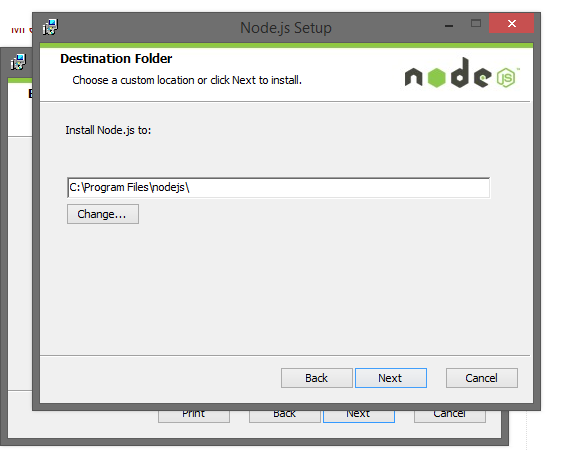 Node.js Setup
Destination Folder
Choose a custom location or click Next to install.
node JS
Install Node.js to:
C:\Program Files\nodejs\
Change...
Back Next Cancel
Print Back Next Cancel